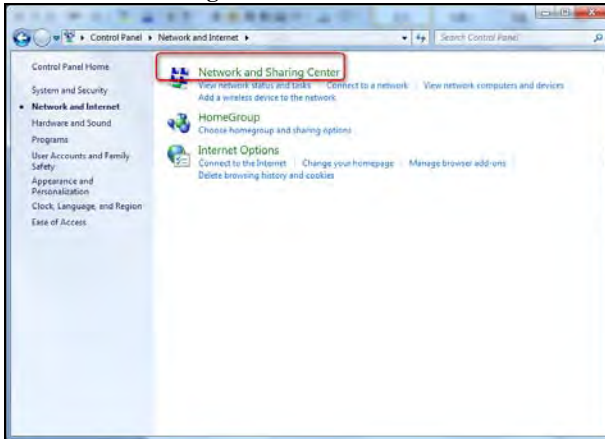 Control Panel ▸ Network and Internet ▸
Search Control Panel
Control Panel Home
System and Security
Network and Internet
Hardware and Sound
Programs
User Accounts and Family
Safety
Appearance and
Personalization
Clock, Language, and Region
Ease of Access
Network and Sharing Center
View network status and tasks Connect to a network View network computers and devices
Add a wireless device to the network
HomeGroup
Choose homegroup and sharing options
Internet Options
Connect to the Internet Change your homepage Manage browser add-ons
Delete browsing history and cookies